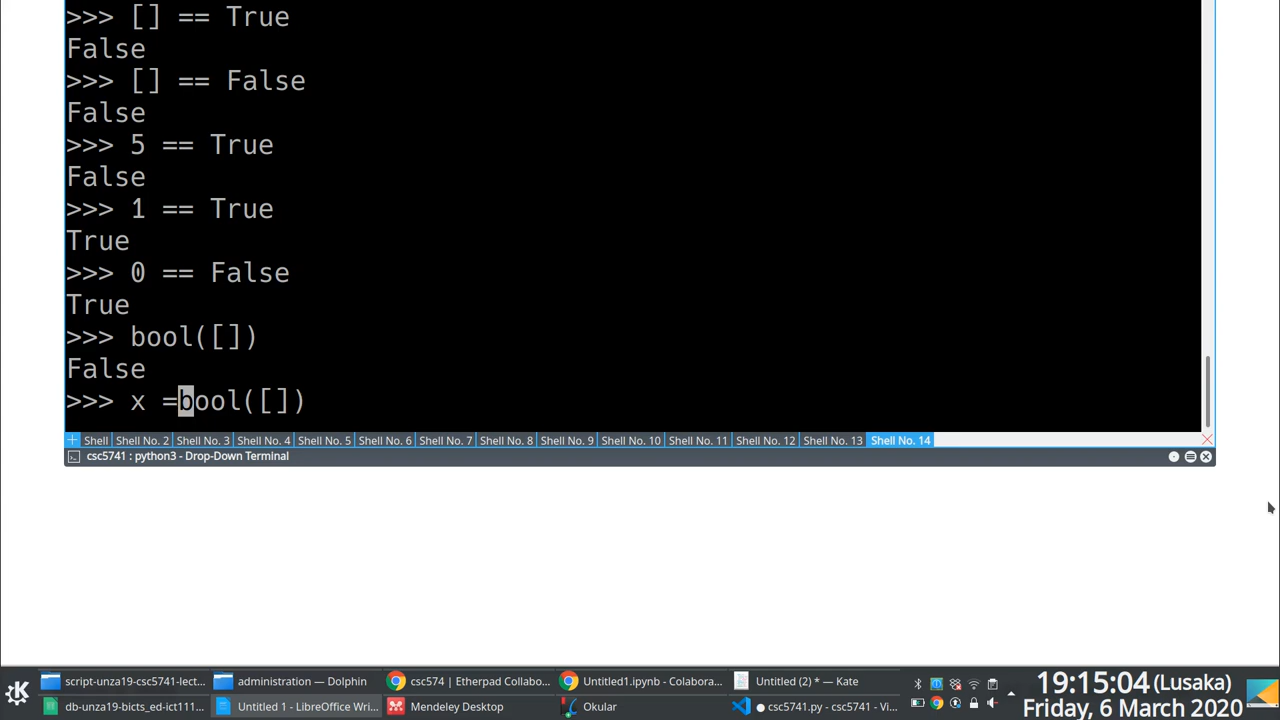 >>> [] == True
False
>>> [] == False
False
>>> 5 == True
False
>>> 1 == True
True
>>> 0 == False
True
>>> bool([])
False
>>> x =bool([])
Shell Shell No. 2 Shell No. 3 Shell No. 4 Shell No. 5 Shell No. 6 Shell No. 7 Shell No. 8 Shell No. 9 Shell No. 10 Shell No. 11 Shell No. 12 Shell No. 13 Shell No. 14
csc5741 : python3 - Drop-Down Terminal
script-unza19-csc5741-lect... administration — Dolphin csc574 | Etherpad Collabo... Untitled1.ipynb - Colabora... Untitled (2) * — Kate
19:15:04 (Lusaka)
db-unza19-bicts_ed-ict111... Untitled 1 - LibreOffice Wri... Mendeley Desktop Okular ● csc5741.py - csc5741 - Vi...
Friday, 6 March 2020